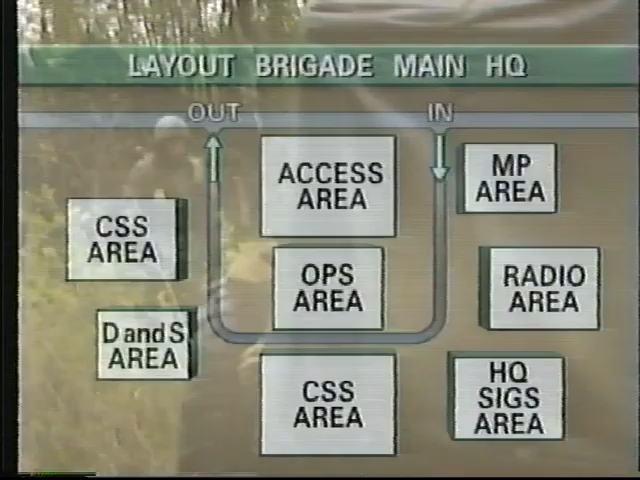 LAYOUT BRIGADE MAIN HQ
OUT
IN
ACCESS
AREA
MP
AREA
CSS
AREA
OPS
AREA
RADIO
AREA
D and S
AREA
CSS
AREA
HQ
SIGS
AREA